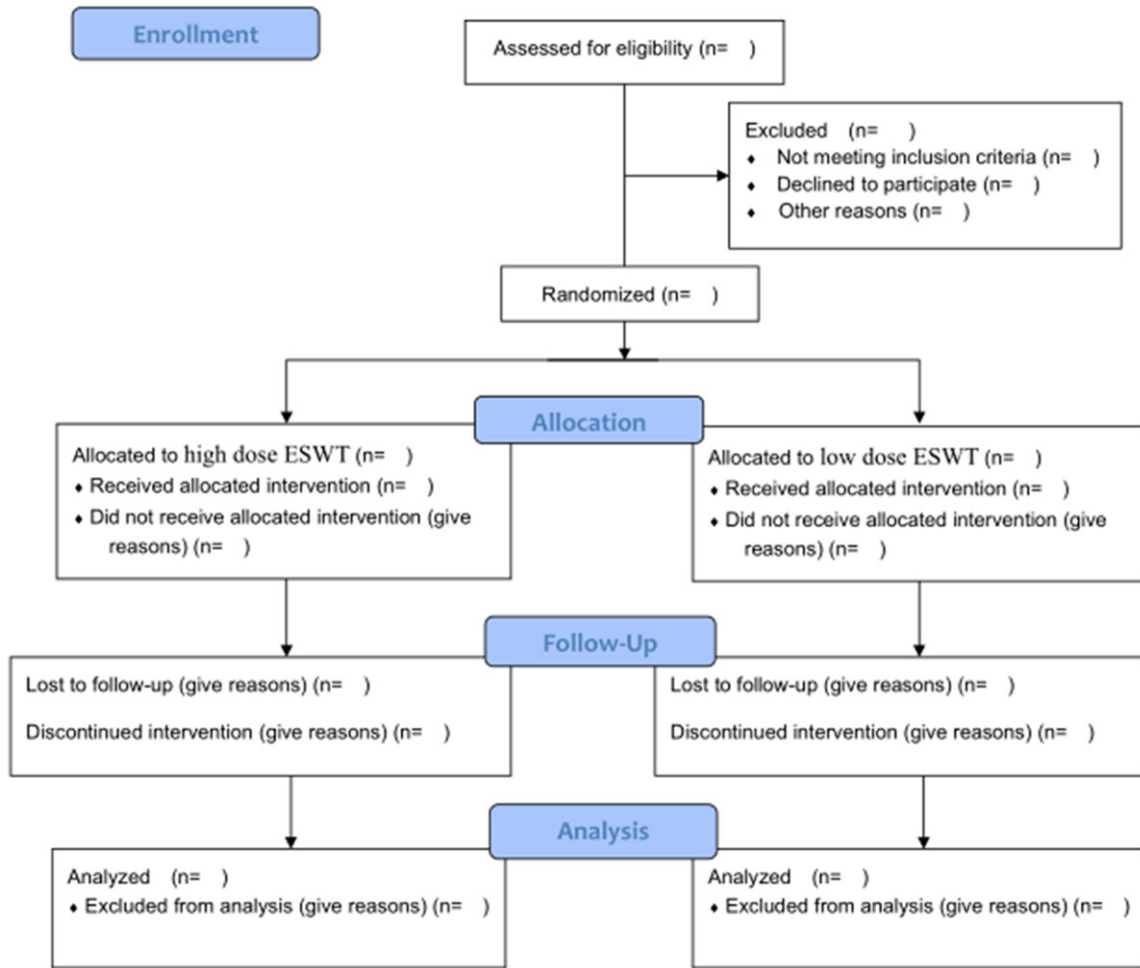 Enrollment
Assessed for eligibility (n= )
Excluded (n= )
♦ Not meeting inclusion criteria (n= )
♦ Declined to participate (n= )
♦ Other reasons (n= )
Randomized (n= )
Allocation
Allocated to high dose ESWT (n= )
♦ Received allocated intervention (n= )
♦ Did not receive allocated intervention (give
reasons) (n= )
Allocated to low dose ESWT (n= )
♦ Received allocated intervention (n= )
♦ Did not receive allocated intervention (give
reasons) (n= )
Follow-Up
Lost to follow-up (give reasons) (n= )
Discontinued intervention (give reasons) (n= )
Lost to follow-up (give reasons) (n= )
Discontinued intervention (give reasons) (n= )
Analysis
Analyzed (n= )
♦ Excluded from analysis (give reasons) (n= )
Analyzed (n= )
♦ Excluded from analysis (give reasons) (n= )